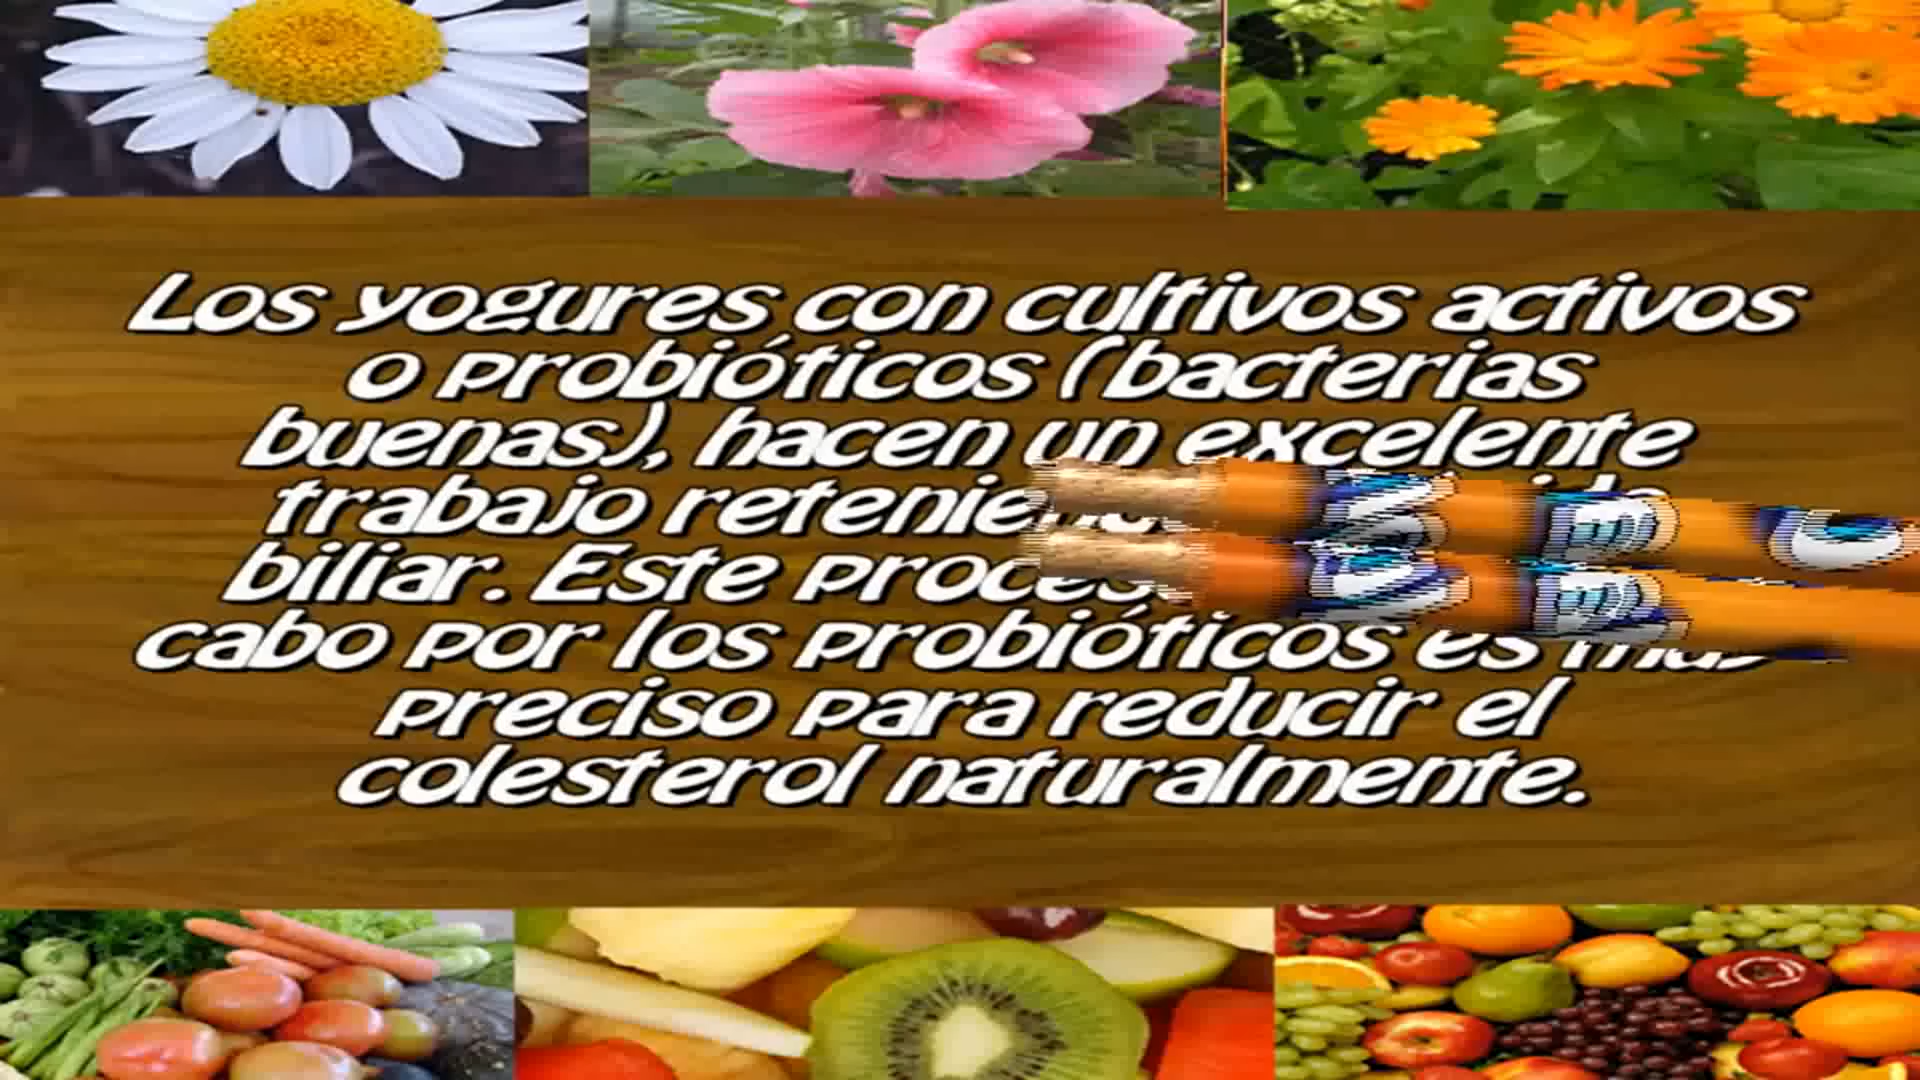 Los yogures con cultivos activos
o probióticos (bacterias
buenas), hacen un excelente
trabajo
biliar. Este
cabo por los probióticos es
preciso para reducir el
colesterol naturalmente.